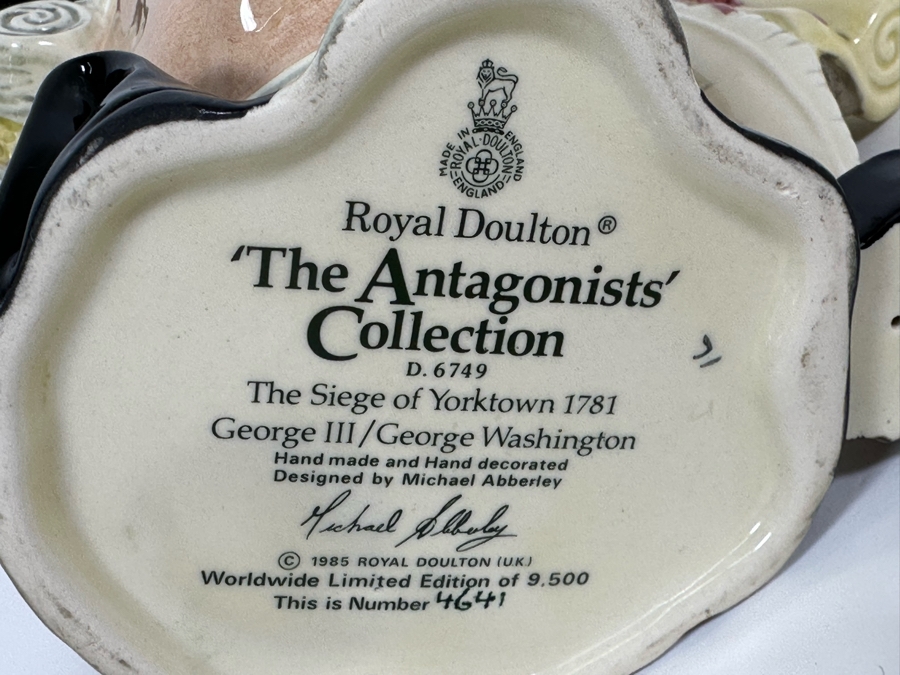 MADE IN ENGLAND
ROYAL·DOULTON
ENGLAND
Royal Doulton®
'The Antagonists'
Collection
D.6749
The Siege of Yorktown 1781
George III/George Washington
Hand made and Hand decorated
Designed by Michael Abberley
Michael Abberley
© 1985 ROYAL DOULTON (U.K.)
Worldwide Limited Edition of 9,500
This is Number 4641